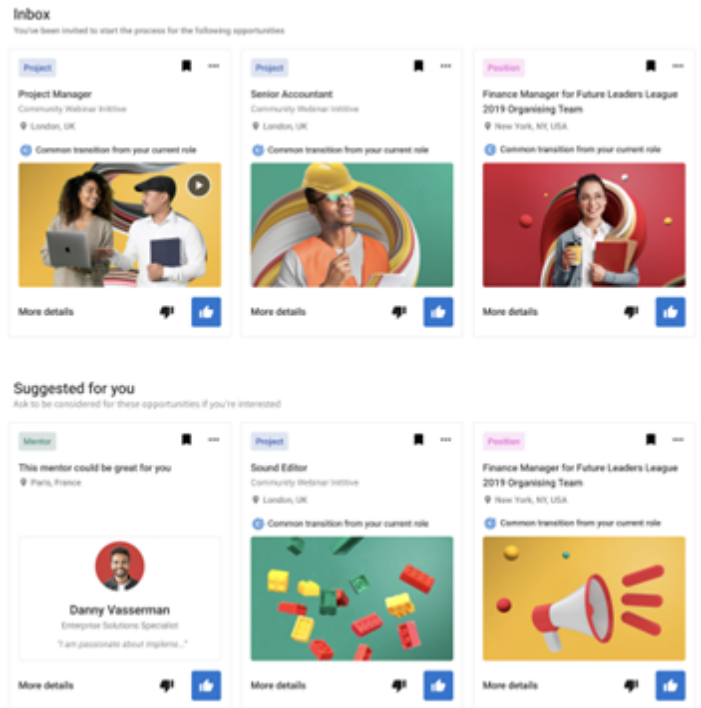 Inbox
You've been invited to start the process for the following opportunities
Project
Project
Position
Project Manager
Community Webinar Initiive
London, UK
Common transition from your current role
Senior Accountant
Community Webinar Initiive
London, UK
Common transition from your current role
Finance Manager for Future Leaders League
2019 Organising Team
New York, NY, USA
Common transition from your current role
More details
More details
More details
Suggested for you
Ask to be considered for these opportunities if you're interested
Mentor
Project
Position
This mentor could be great for you
Paris, France
Danny Vasserman
Enterprise Solutions Specialist
"I am passionate about impleme..."
Sound Editor
Community Webinar Initiive
London, UK
Common transition from your current role
Finance Manager for Future Leaders League
2019 Organising Team
New York, NY, USA
Common transition from your current role
More details
More details
More details